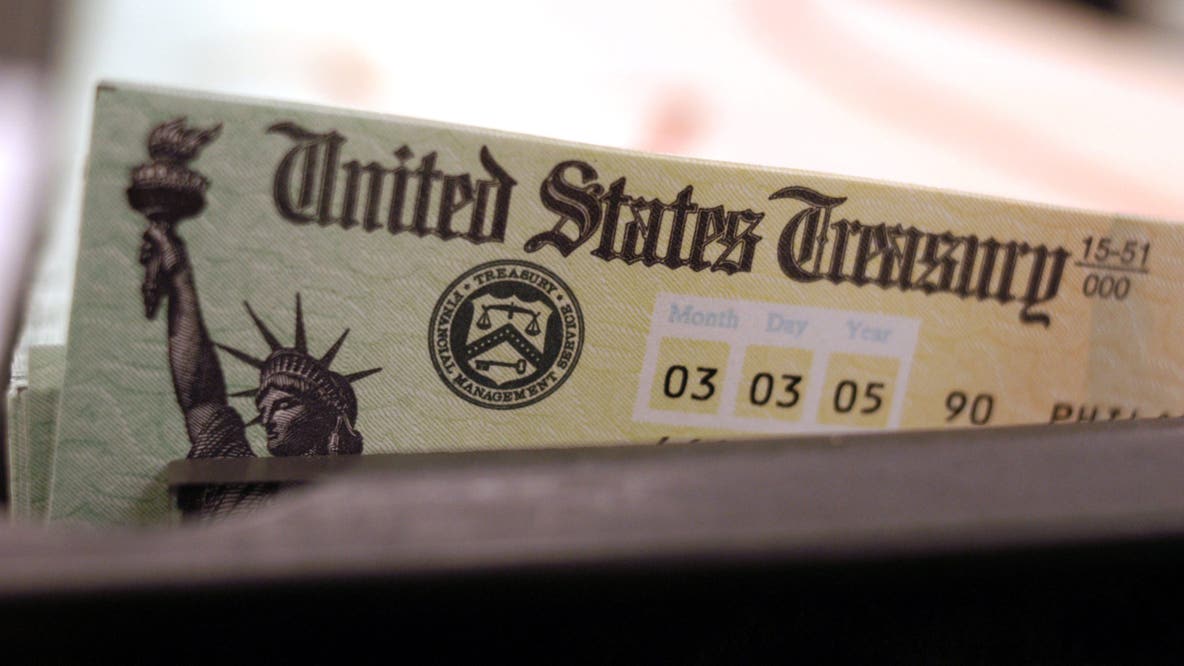 United States Treasury
15-51
000
TREASURY
FINANCIAL MANAGEMENT SERVICE
Month Day Year
03 03 05 90